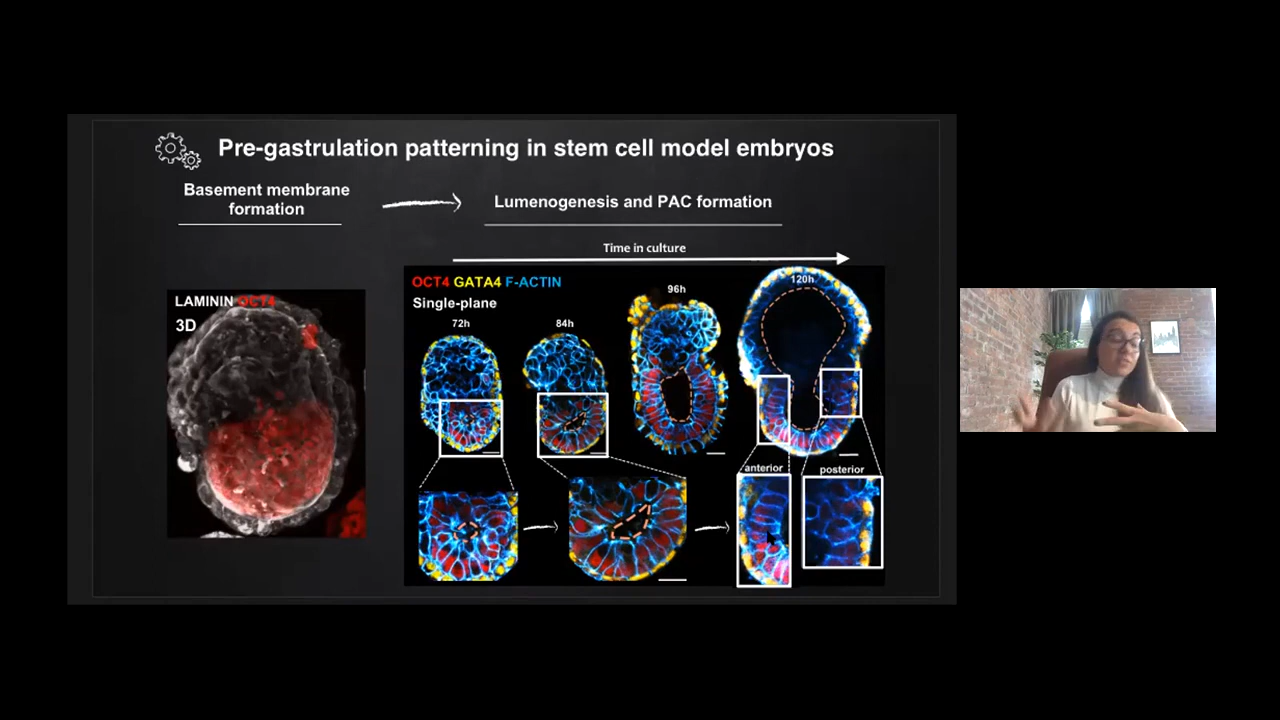 Pre-gastrulation patterning in stem cell model embryos
Basement membrane
formation
Lumenogenesis and PAC formation
Time in culture
LAMININ OCT4
3D
OCT4 GATA4 F-ACTIN
Single-plane
72h
84h
96h
120h
anterior
posterior